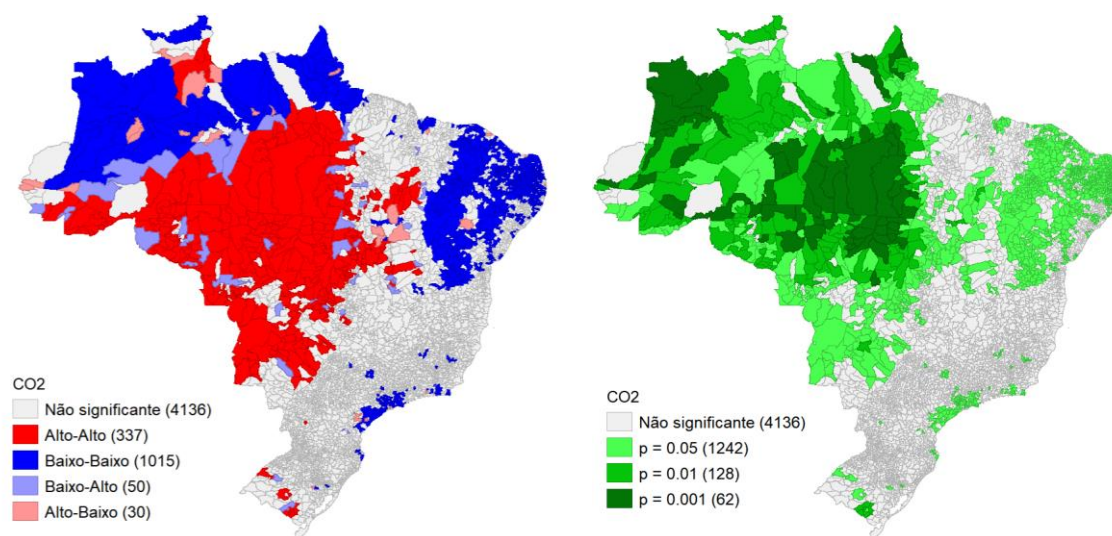 CO2
Não significante (4136)
Alto-Alto (337)
Baixo-Baixo (1015)
Baixo-Alto (50)
Alto-Baixo (30)
CO2
Não significante (4136)
p = 0.05 (1242)
p = 0.01 (128)
p = 0.001 (62)